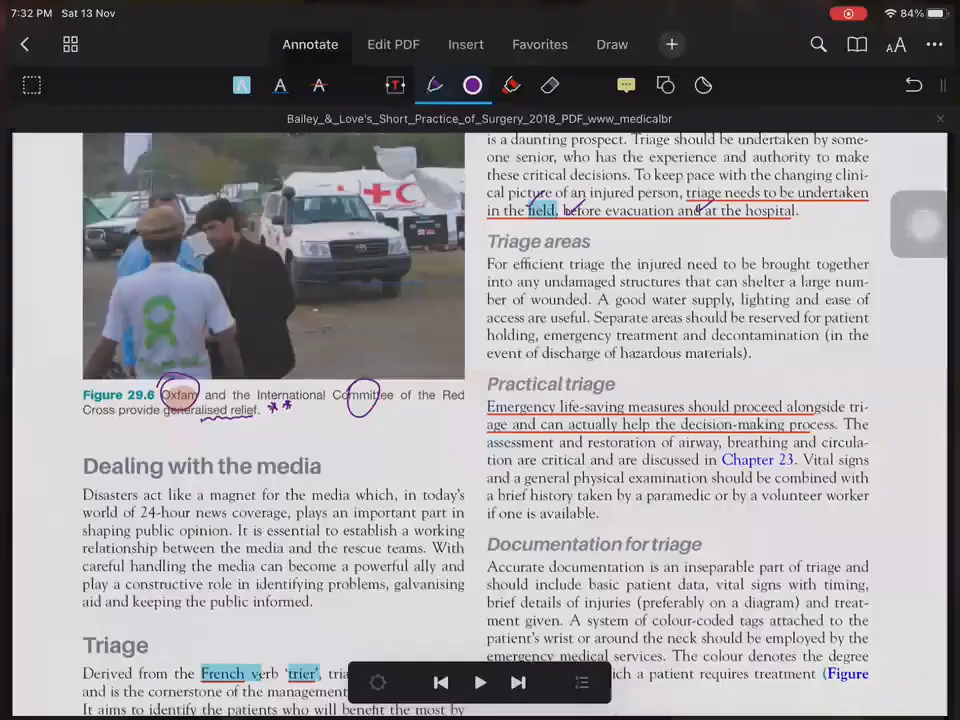 7:32 PM Sat 13 Nov
84%
Annotate Edit PDF Insert Favorites Draw
Bailey_&_Love's_Short_Practice_of_Surgery_2018_PDF_www_medicalbr
Figure 29.6 Oxfam and the International Committee of the Red
Cross provide generalised relief.
Dealing with the media
Disasters act like a magnet for the media which, in today's
world of 24-hour news coverage, plays an important part in
shaping public opinion. It is essential to establish a working
relationship between the media and the rescue teams. With
careful handling the media can become a powerful ally and
play a constructive role in identifying problems, galvanising
aid and keeping the public informed.
Triage
Derived from the French verb 'trier',
and is the cornerstone of the management
It aims to identify the patients who will benefit the most by
is a daunting prospect. Triage should be undertaken by some-
one senior, who has the experience and authority to make
these critical decisions. To keep pace with the changing clini-
cal picture of an injured person, triage needs to be undertaken
in the field, before evacuation and at the hospital.
Triage areas
For efficient triage the injured need to be brought together
into any undamaged structures that can shelter a large num-
ber of wounded. A good water supply, lighting and ease of
access are useful. Separate areas should be reserved for patient
holding, emergency treatment and decontamination (in the
event of discharge of hazardous materials).
Practical triage
Emergency life-saving measures should proceed alongside tri-
age and can actually help the decision-making process. The
assessment and restoration of airway, breathing and circula-
tion are critical and are discussed in Chapter 23. Vital signs
and a general physical examination should be combined with
a brief history taken by a paramedic or by a volunteer worker
if one is available.
Documentation for triage
Accurate documentation is an inseparable part of triage and
should include basic patient data, vital signs with timing,
brief details of injuries (preferably on a diagram) and treat-
ment given. A system of colour-coded tags attached to the
patient's wrist or around the neck should be employed by the
emergency medical services. The colour denotes the degree
a patient requires treatment (Figure